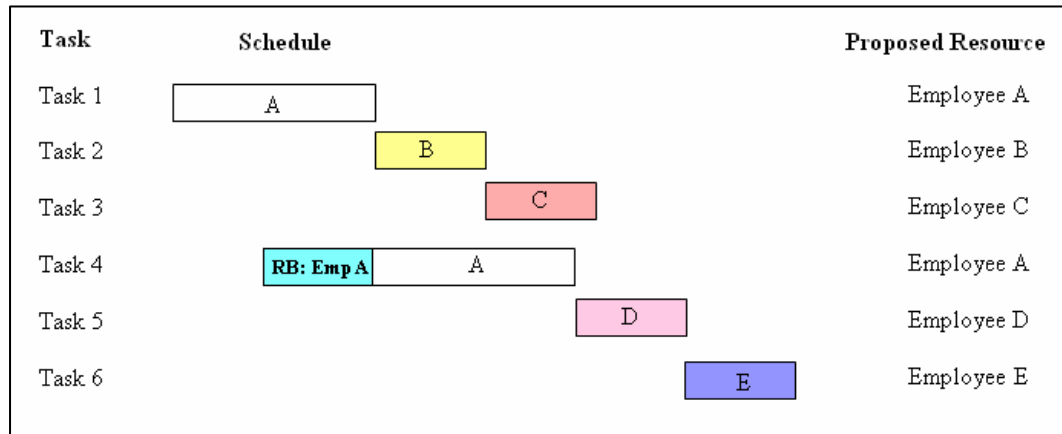 Task Schedule Proposed Resource
Task 1 A Employee A
Task 2 B Employee B
Task 3 C Employee C
Task 4 RB: Emp A A Employee A
Task 5 D Employee D
Task 6 E Employee E